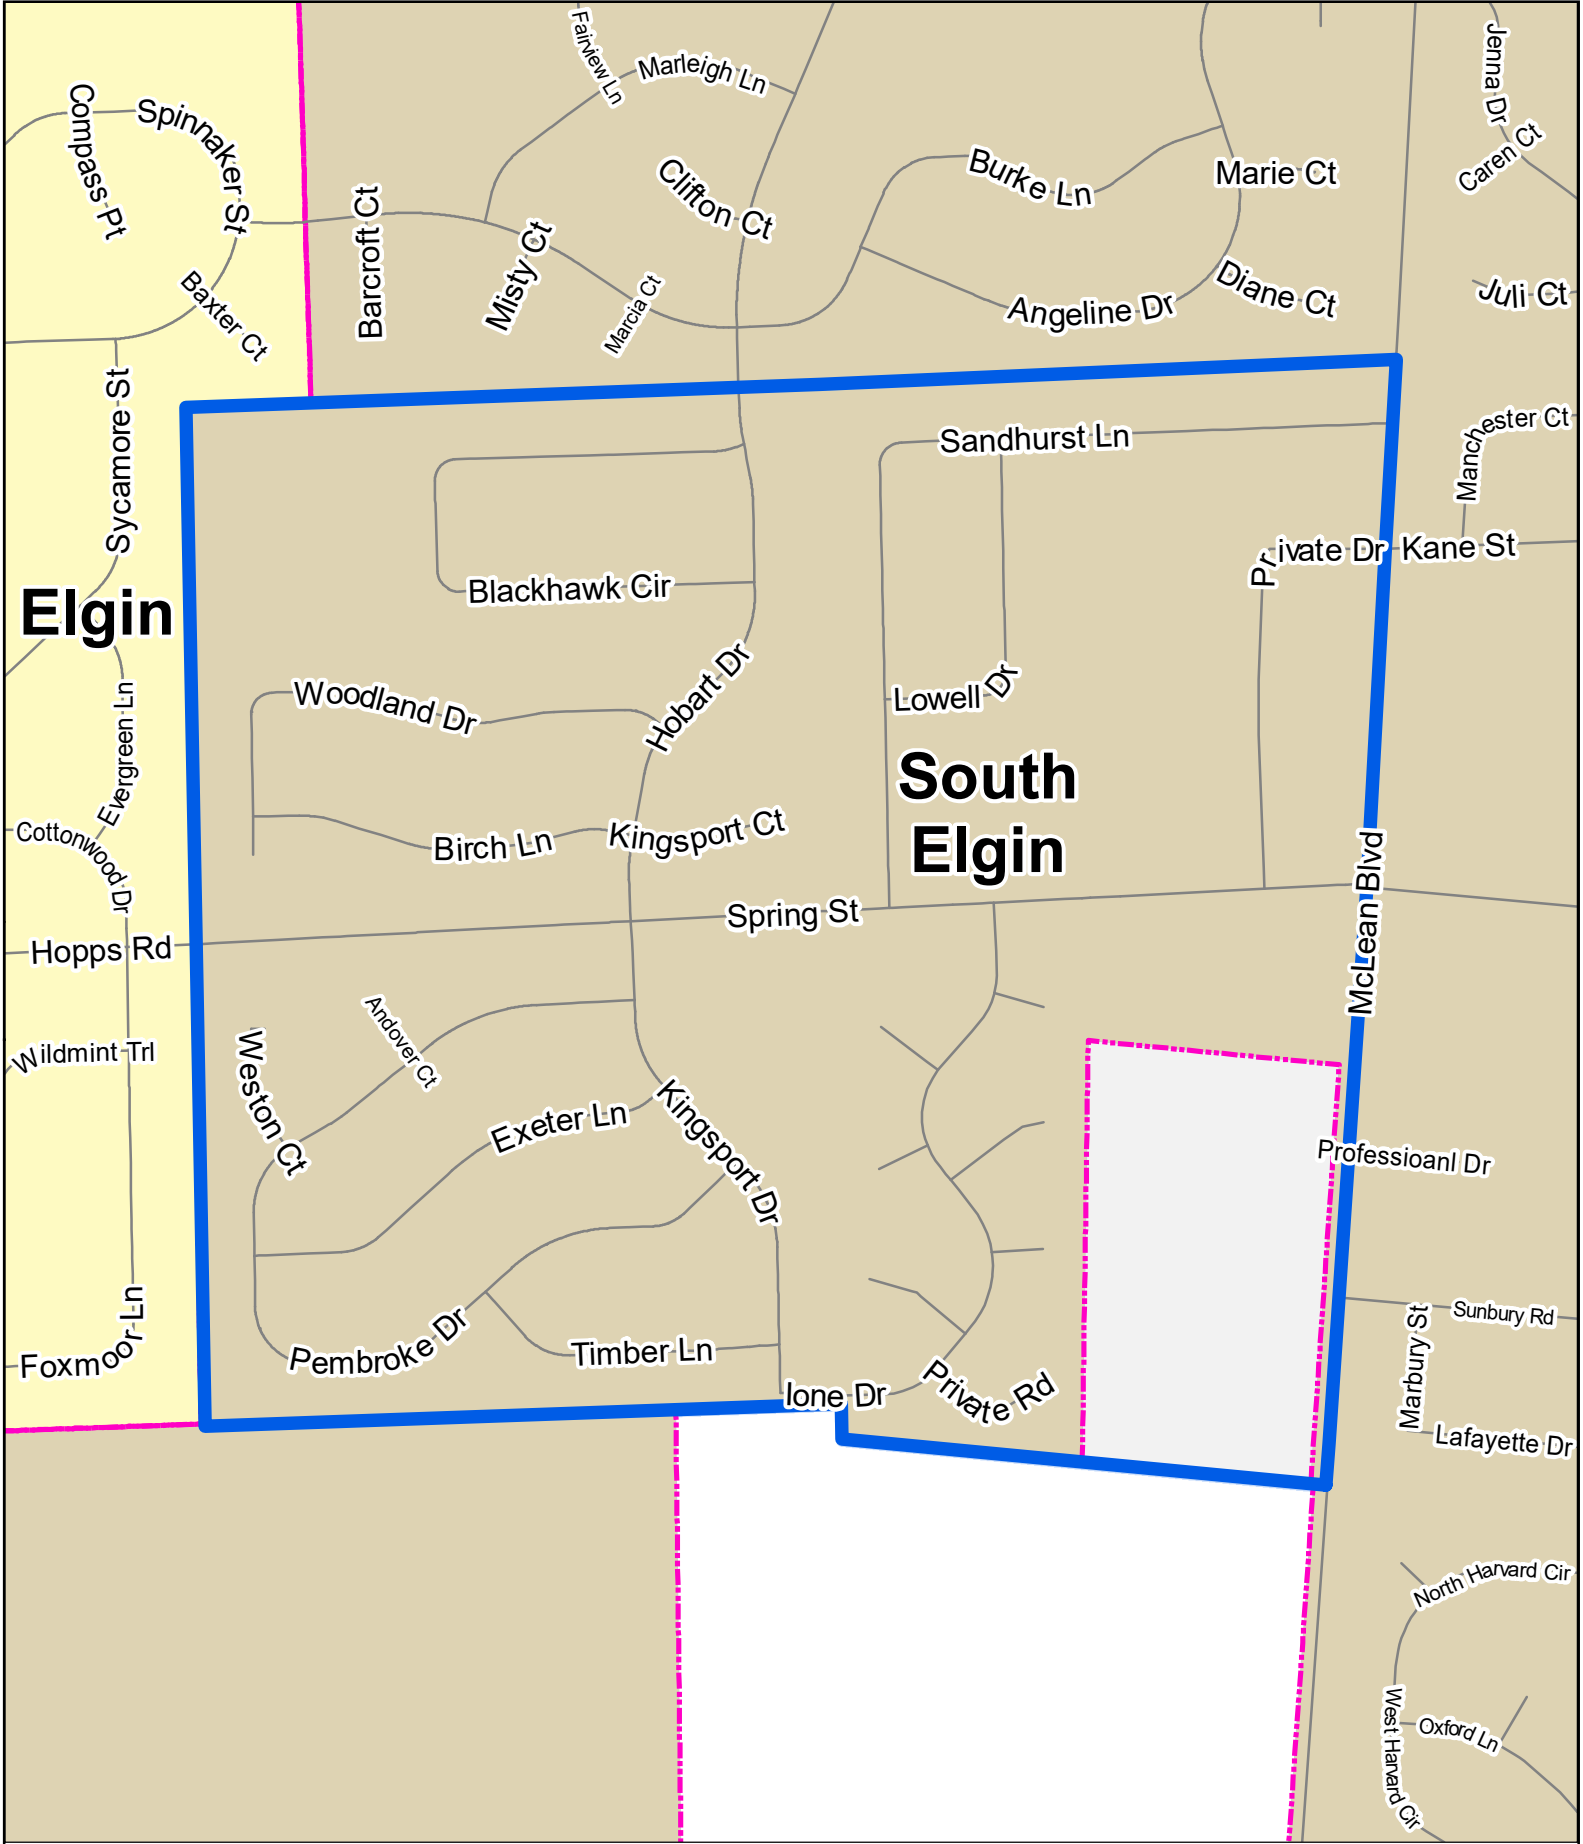 Fairview Ln
Marleigh Ln
Jenna Dr
Compass Pt
Spinnaker St
Caren Ct
Clifton Ct
Burke Ln
Marie Ct
Barcroft Ct
Misty Ct
Baxter Ct
Marcia Ct
Angeline Dr
Diane Ct
Juli Ct
Sycamore St
Sandhurst Ln
Manchester Ct
Private Dr
Kane St
Blackhawk Cir
Elgin
Woodland Dr
Hobart Dr
Lowell Dr
Evergreen Ln
South
Elgin
Cottonwood Dr
Birch Ln
Kingsport Ct
McLean Blvd
Spring St
Hopps Rd
Andover Ct
Wildmint Trl
Weston Ct
Exeter Ln
Kingsport Dr
Professioanl Dr
Foxmoor Ln
Pembroke Dr
Timber Ln
Sunbury Rd
Marbury St
Ione Dr
Private Rd
Lafayette Dr
North Harvard Cir
West Harvard Cir
Oxford Ln